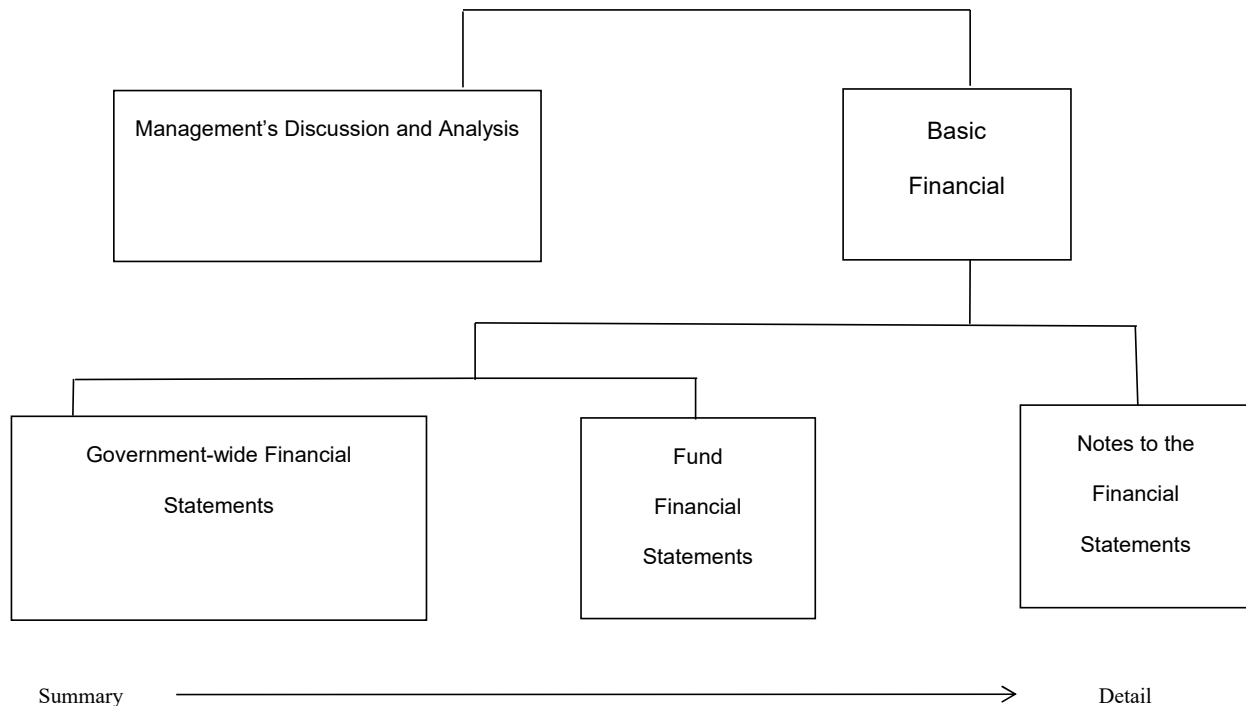 Management’s Discussion and Analysis
Basic
Financial
Government-wide Financial
Statements
Fund
Financial
Statements
Notes to the
Financial
Statements
Summary
Detail